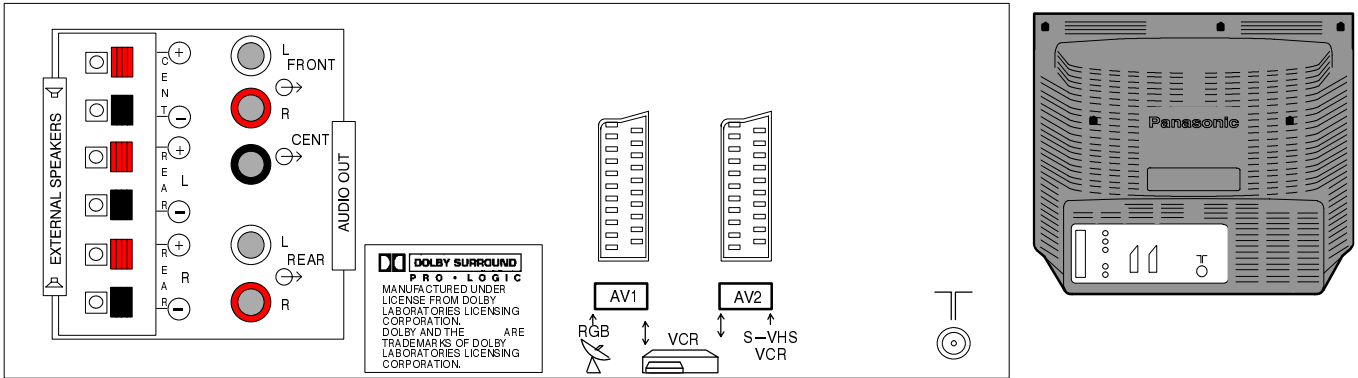 EXTERNAL SPEAKERS
+
CENT
−
+
REAR
L
−
+
REAR
R
−
L
FRONT
R
CENT
L
REAR
R
AUDIO OUT
DOLBY SURROUND
PRO • LOGIC
MANUFACTURED UNDER
LICENSE FROM DOLBY
LABORATORIES LICENSING
CORPORATION.
DOLBY AND THE ARE
TRADEMARKS OF DOLBY
LABORATORIES LICENSING
CORPORATION.
AV1
AV2
RGB
VCR
S–VHS
VCR
Panasonic